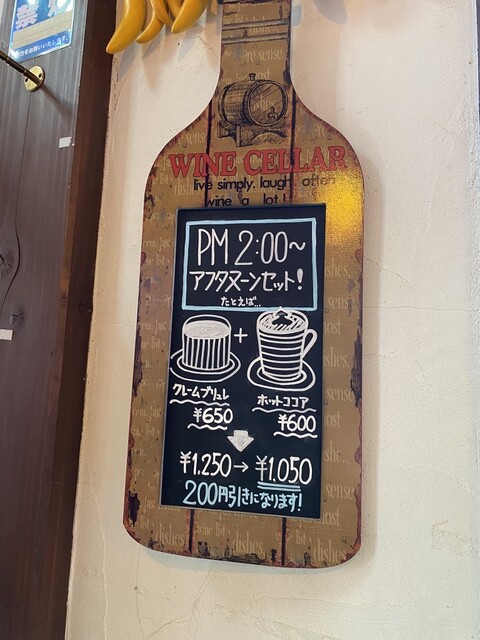 WINE CELLAR
live simply, laugh often
wine a lot!
PM 2:00~
アフタヌーンセット!
たとえば...
+
クレームブリュレ
¥650
ホットココア
¥600
¥1,250→¥1,050
200円引きになります!